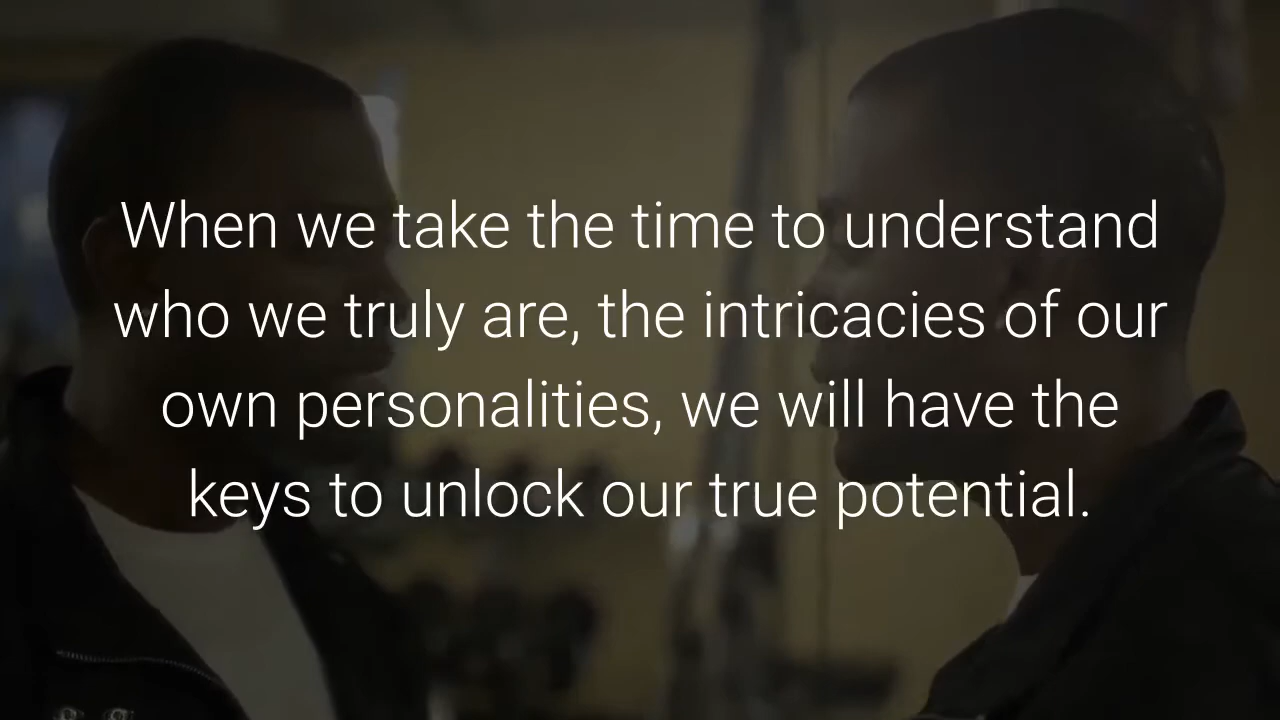 When we take the time to understand
who we truly are, the intricacies of our
own personalities, we will have the
keys to unlock our true potential.